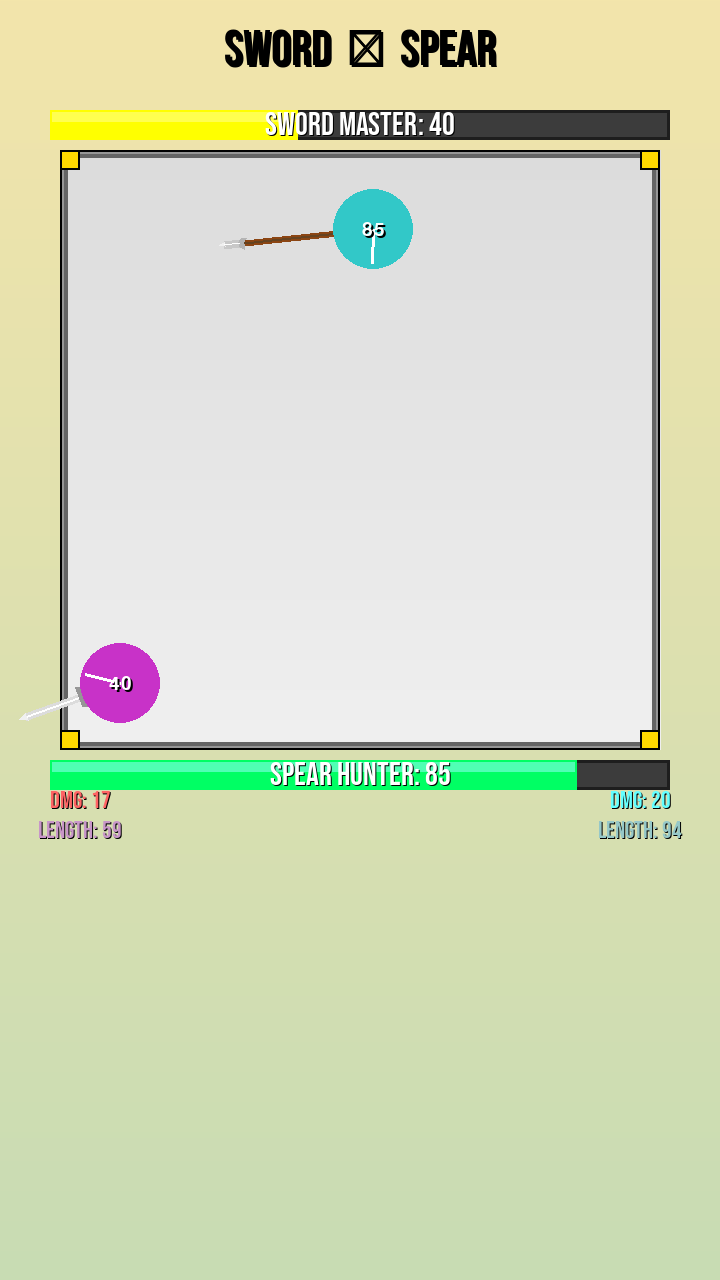 SWORD ☒ SPEAR
SWORD MASTER: 40
85
40
SPEAR HUNTER: 85
DMG: 17
DMG: 20
LENGTH: 59
LENGTH: 94